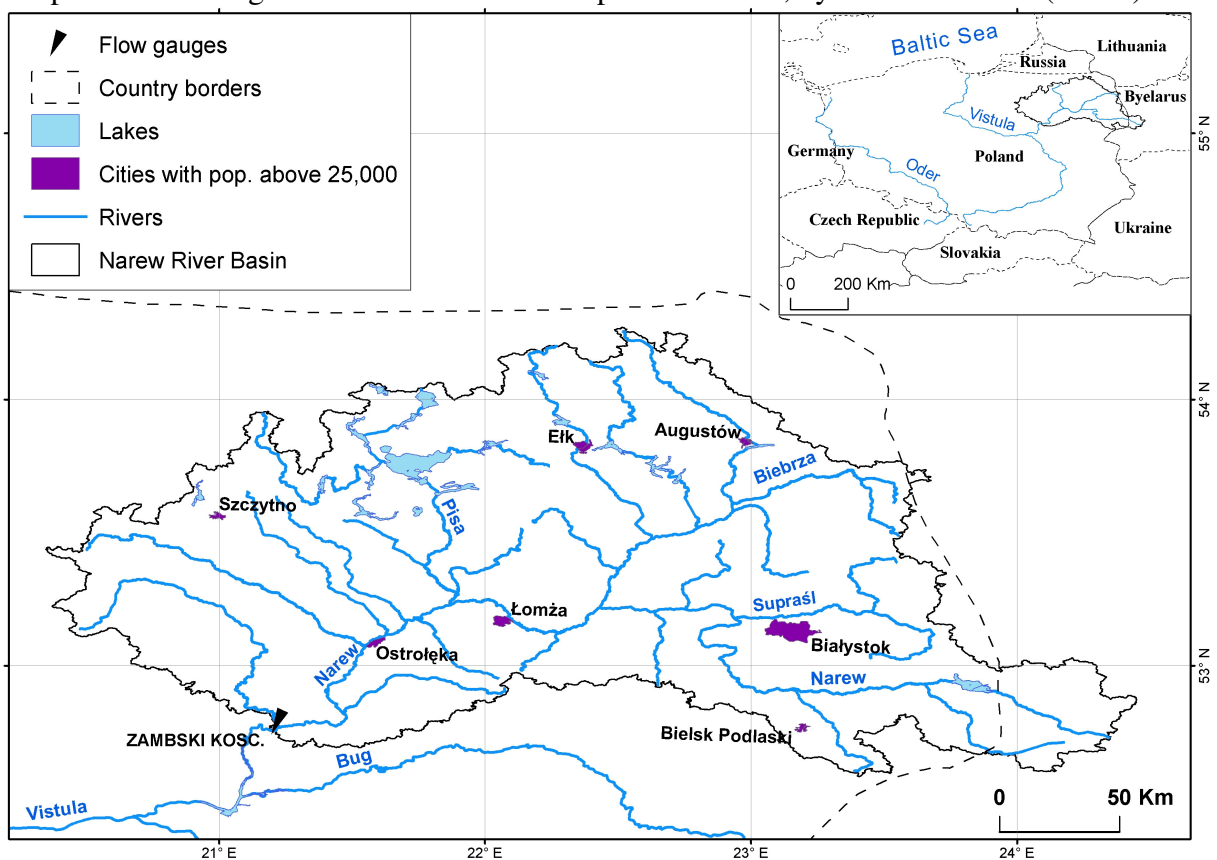 Flow gauges
Country borders
Lakes
Cities with pop. above 25,000
Rivers
Narew River Basin
Baltic Sea
Lithuania
Russia
Byelarus
Vistula
Germany
Poland
Oder
Czech Republic
Ukraine
Slovakia
0 200 Km
55° N
54° N
53° N
Ełk
Augustów
Biebrza
Szczytno
Pisa
Supraśl
Łomża
Białystok
Ostrołęka
Narew
Narew
Bielsk Podlaski
ZAMBSKI KOSC.
Bug
Vistula
0 50 Km
21° E
22° E
23° E
24° E